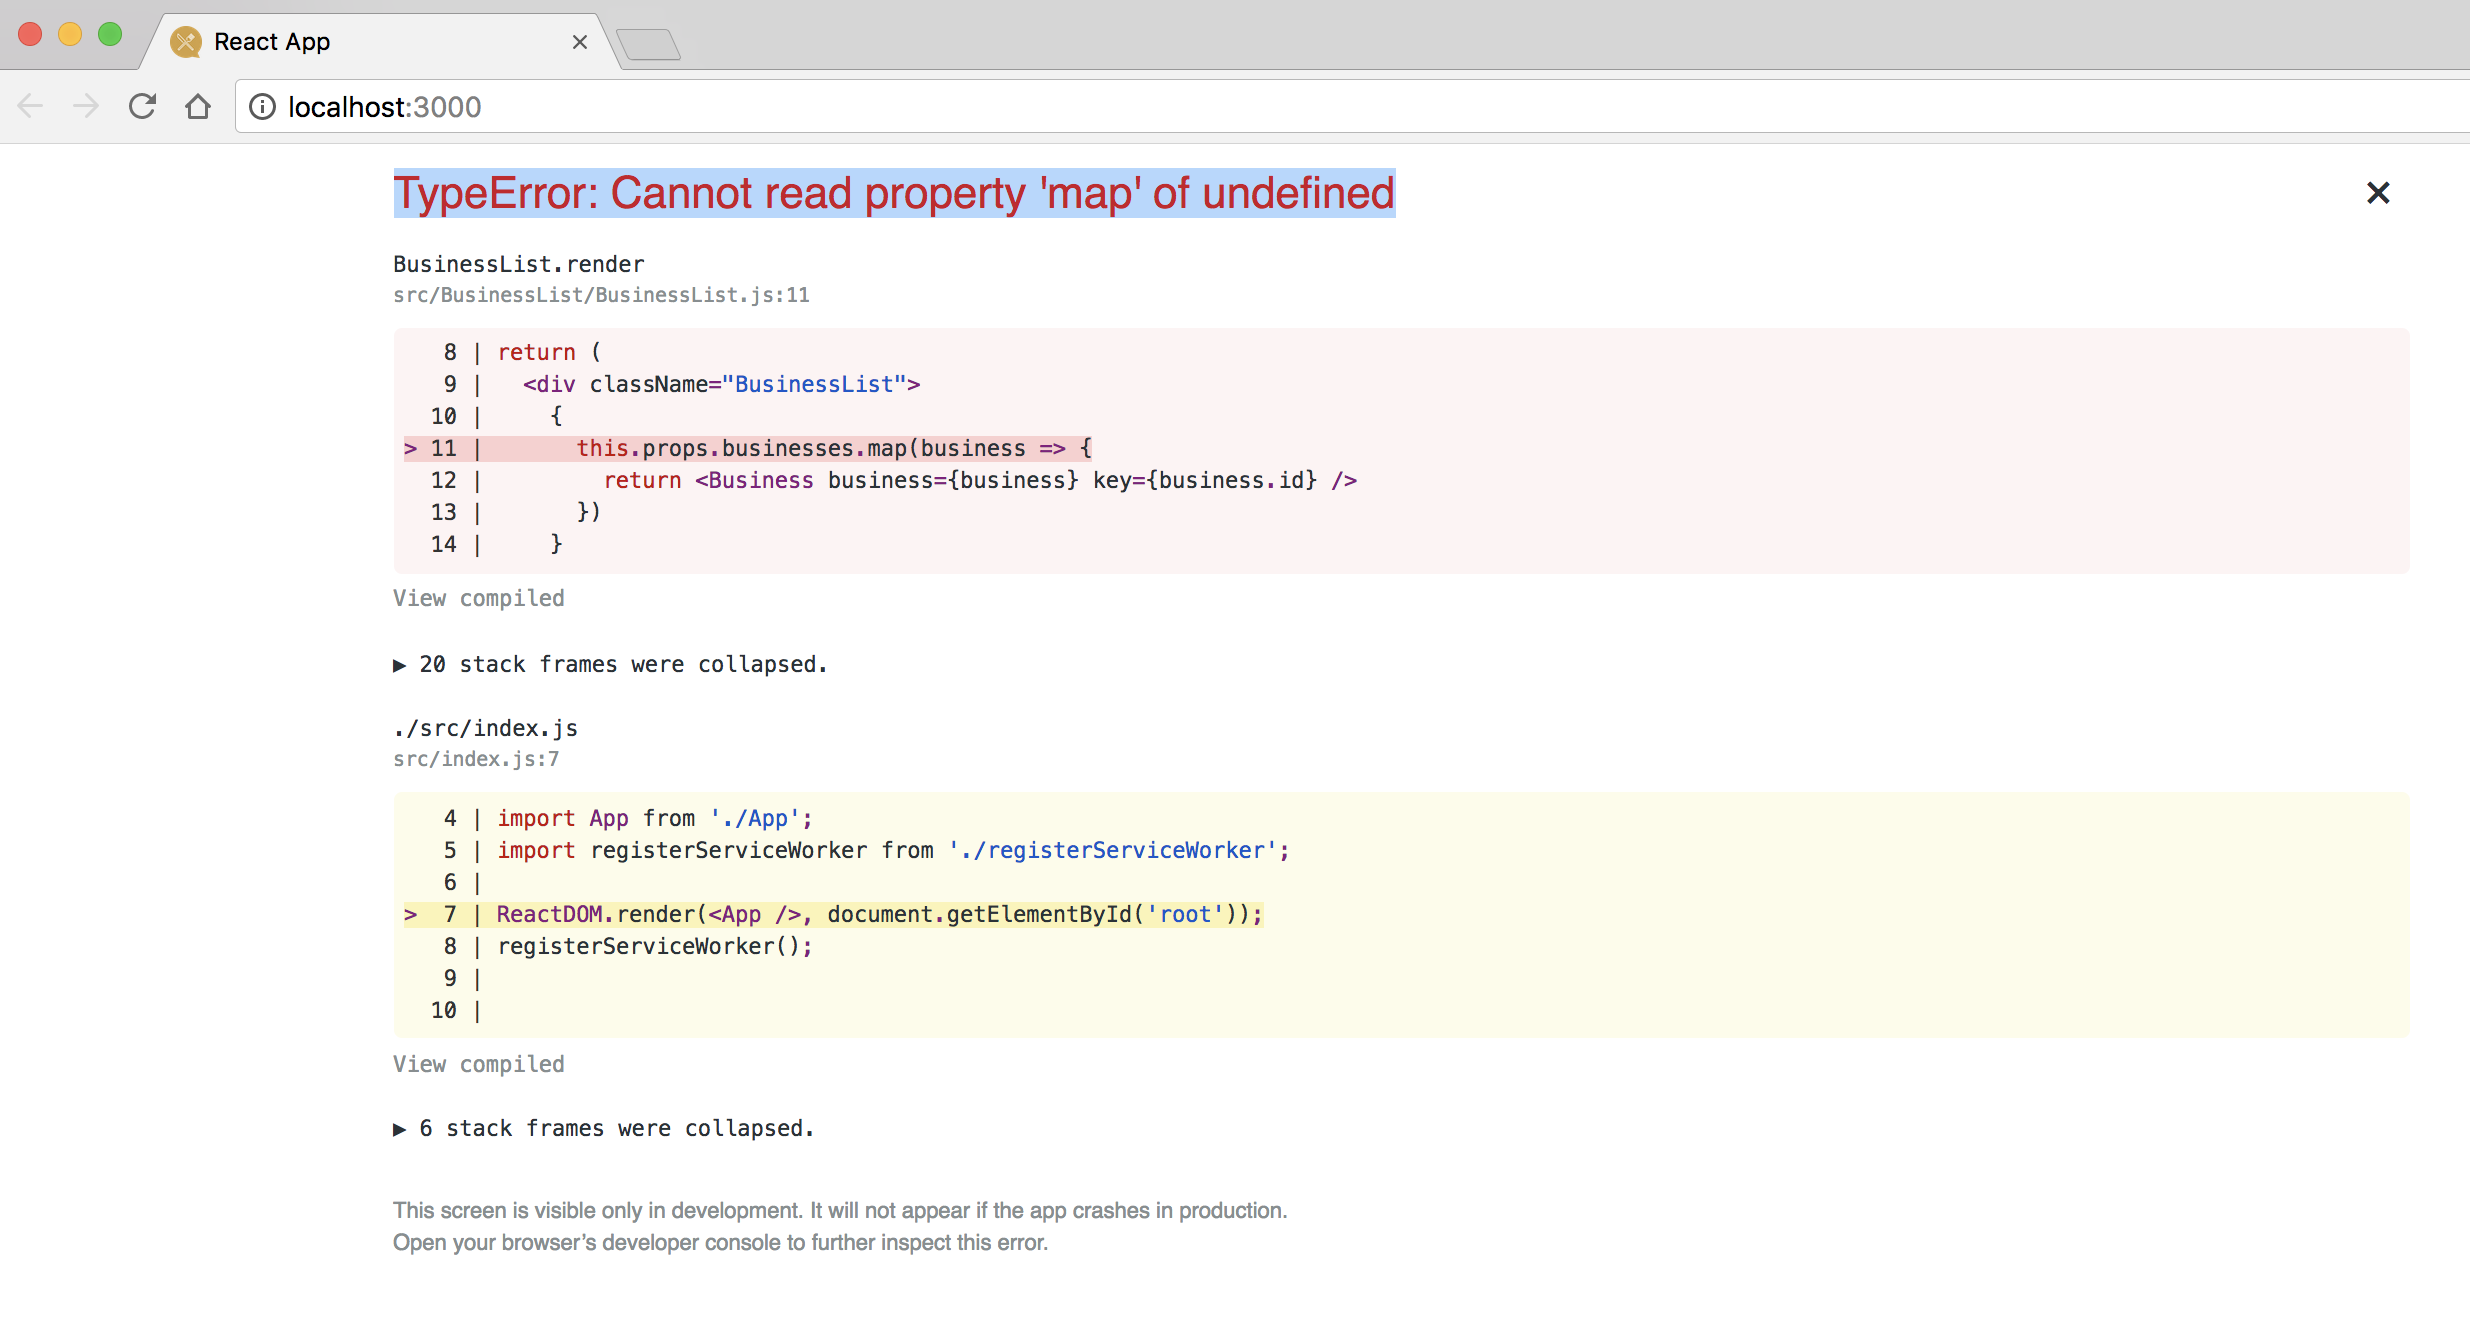 React App
localhost:3000
TypeError: Cannot read property 'map' of undefined
BusinessList.render
src/BusinessList/BusinessList.js:11
8 | return (
9 |   <div className="BusinessList">
10 |     {
> 11 |       this.props.businesses.map(business => {
12 |         return <Business business={business} key={business.id} />
13 |       })
14 |     }
View compiled
▶ 20 stack frames were collapsed.
./src/index.js
src/index.js:7
4 | import App from './App';
5 | import registerServiceWorker from './registerServiceWorker';
6 |
> 7 | ReactDOM.render(<App />, document.getElementById('root'));
8 | registerServiceWorker();
9 |
10 |
View compiled
▶ 6 stack frames were collapsed.
This screen is visible only in development. It will not appear if the app crashes in production.
Open your browser’s developer console to further inspect this error.